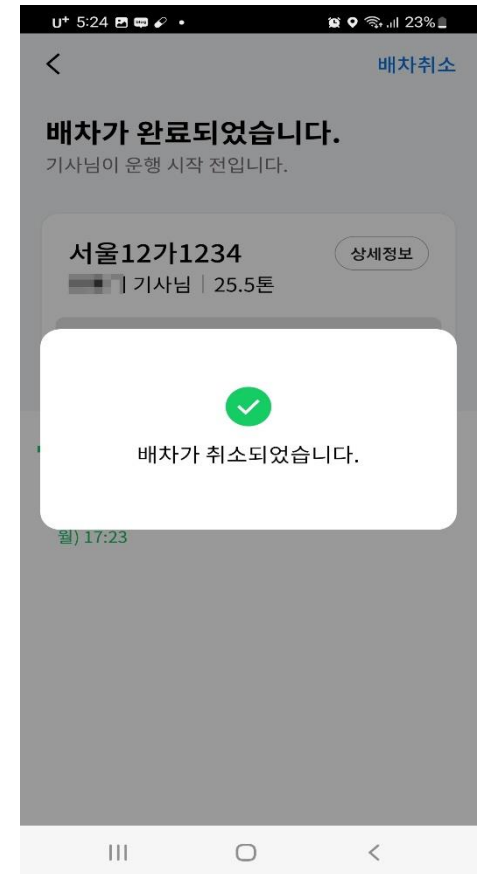 U+ 5:24 23%
배차취소
배차가 완료되었습니다.
기사님이 운행 시작 전입니다.
서울12가1234 상세정보
기사님 | 25.5톤
배차가 취소되었습니다.
월) 17:23